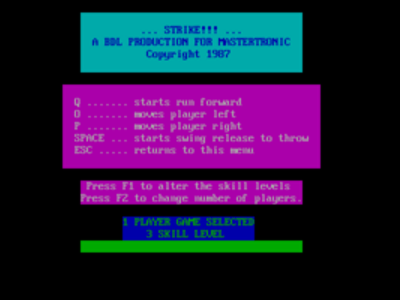 ... STRIKE!!! ...
A BDL PRODUCTION FOR MASTERTRONIC
Copyright 1987
Q ....... starts run forward
O ....... moves player left
P ....... moves player right
SPACE ... starts swing release to throw
ESC ..... returns to this menu
Press F1 to alter the skill levels
Press F2 to change number of players.
1 PLAYER GAME SELECTED
3 SKILL LEVEL